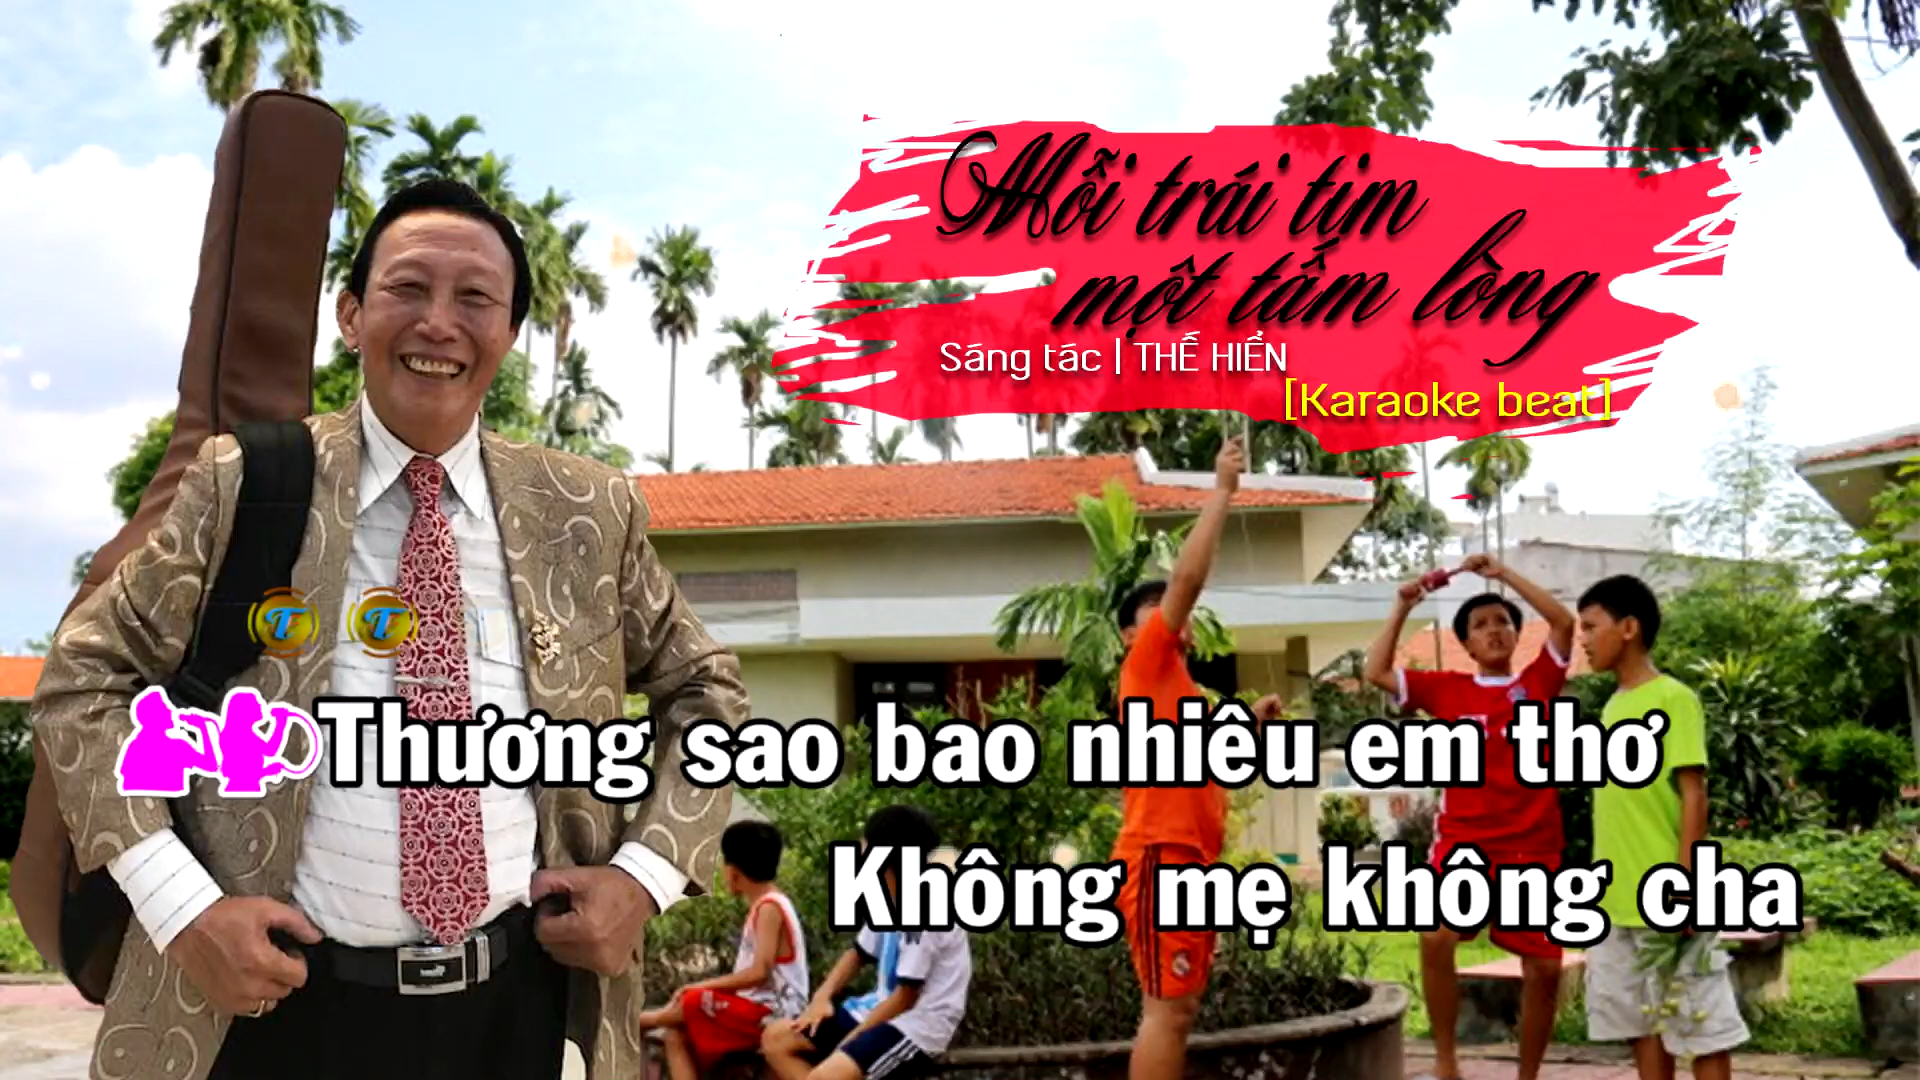 Mỗi trái tim
một tấm lòng
Sáng tác | THẾ HIỂN
[Karaoke beat]
T T
Thương sao bao nhiêu em thơ
Không mẹ không cha